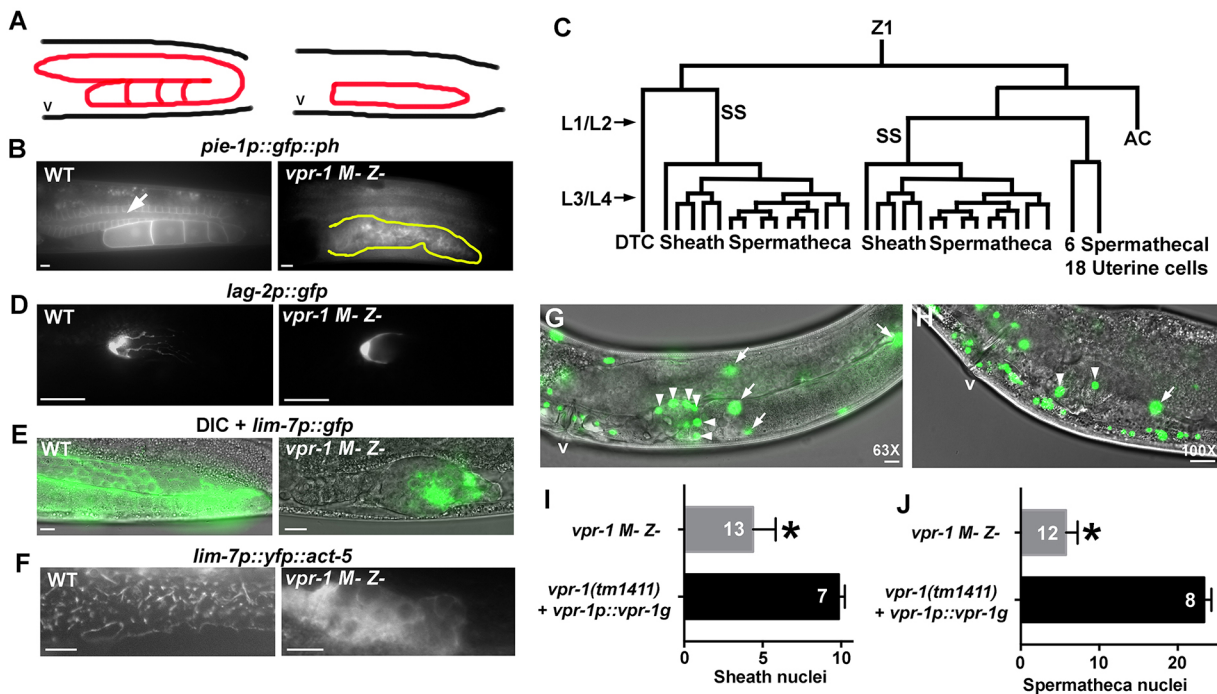 A
v
v
B
pie-1p::gfp::ph
WT
vpr-1 M- Z-
C
Z1
L1/L2
SS
SS
AC
L3/L4
DTC Sheath Spermatheca Sheath Spermatheca 6 Spermathecal
18 Uterine cells
D
lag-2p::gfp
WT
vpr-1 M- Z-
E
DIC + lim-7p::gfp
WT
vpr-1 M- Z-
F
lim-7p::yfp::act-5
WT
vpr-1 M- Z-
G
v
63X
H
v
100X
I
vpr-1 M- Z-
13
*
vpr-1(tm1411)
+ vpr-1p::vpr-1g
7
0 5 10
Sheath nuclei
J
vpr-1 M- Z-
12
*
vpr-1(tm1411)
+ vpr-1p::vpr-1g
8
0 10 20
Spermatheca nuclei